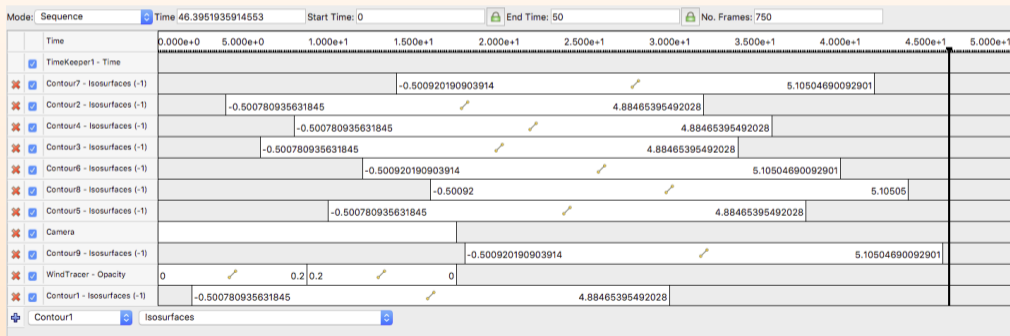 Mode: Sequence Time 46.3951935914553 Start Time: 0 End Time: 50 No. Frames: 750
Time 0.000e+0 5.000e+0 1.000e+1 1.500e+1 2.000e+1 2.500e+1 3.000e+1 3.500e+1 4.000e+1 4.500e+1 5.000e+1
TimeKeeper1 - Time
Contour7 - Isosurfaces (-1) -0.500920190903914 5.10504690092901
Contour2 - Isosurfaces (-1) -0.500780935631845 4.88465395492028
Contour4 - Isosurfaces (-1) -0.500780935631845 4.88465395492028
Contour3 - Isosurfaces (-1) -0.500780935631845 4.88465395492028
Contour6 - Isosurfaces (-1) -0.500920190903914 5.10504690092901
Contour8 - Isosurfaces (-1) -0.50092 5.10505
Contour5 - Isosurfaces (-1) -0.500780935631845 4.88465395492028
Camera
Contour9 - Isosurfaces (-1) -0.500920190903914 5.10504690092901
WindTracer - Opacity 0 0.2 0.2 0
Contour1 - Isosurfaces (-1) -0.500780935631845 4.88465395492028
Contour1 Isosurfaces